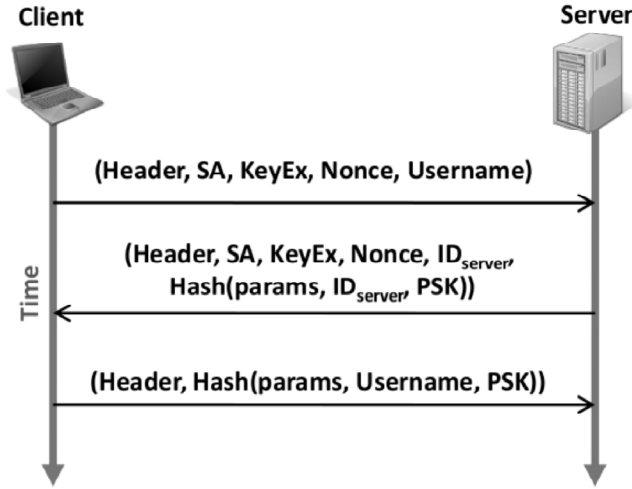 Client
Server
(Header, SA, KeyEx, Nonce, Username)
(Header, SA, KeyEx, Nonce, IDserver,
Hash(params, IDserver, PSK))
(Header, Hash(params, Username, PSK))
Time